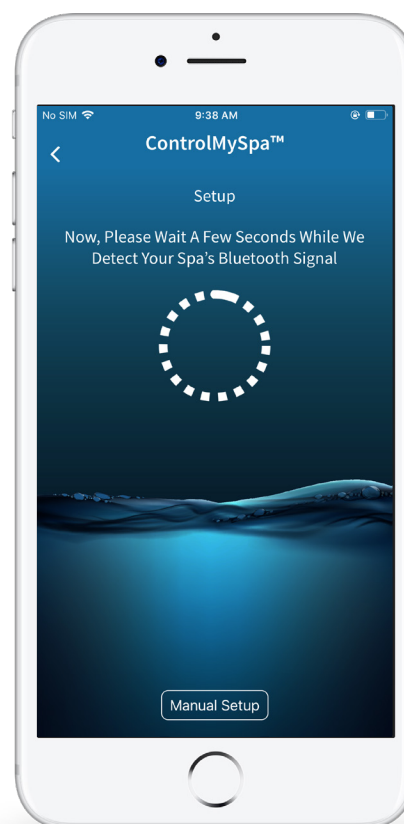 No SIM 9:38 AM
ControlMySpa™
Setup
Now, Please Wait A Few Seconds While We
Detect Your Spa's Bluetooth Signal
Manual Setup